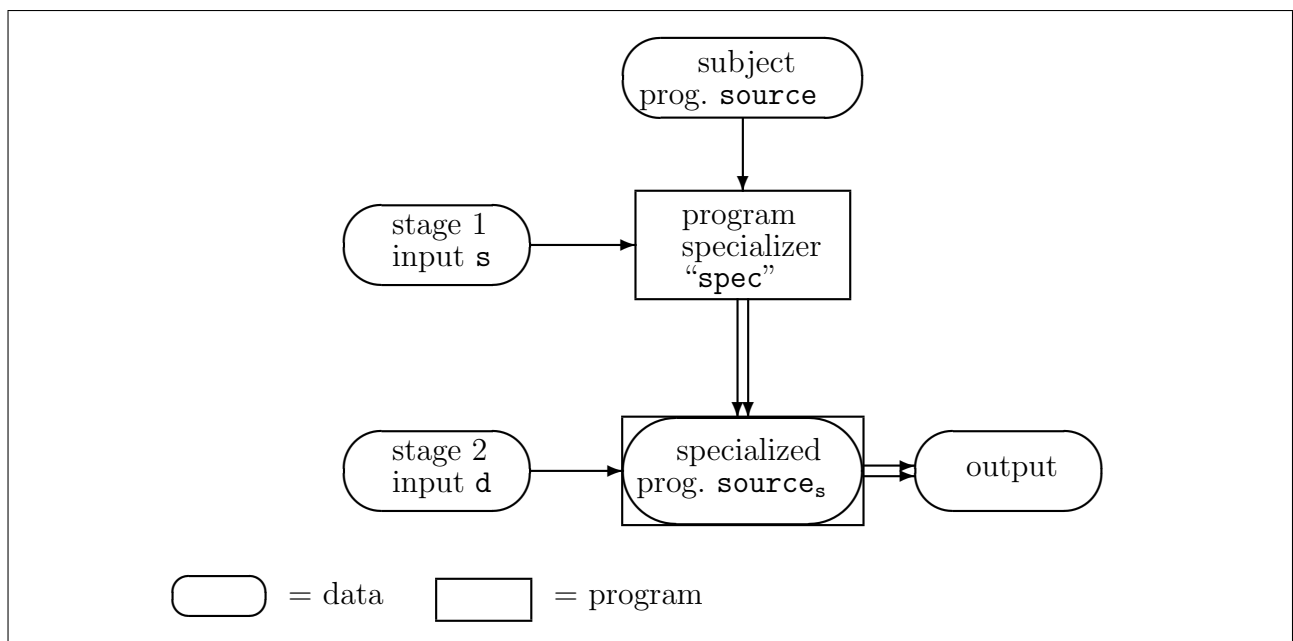 subject
prog. source
stage 1
input s
program
specializer
“spec”
stage 2
input d
specialized
prog. sourceₛ
output
= data
= program